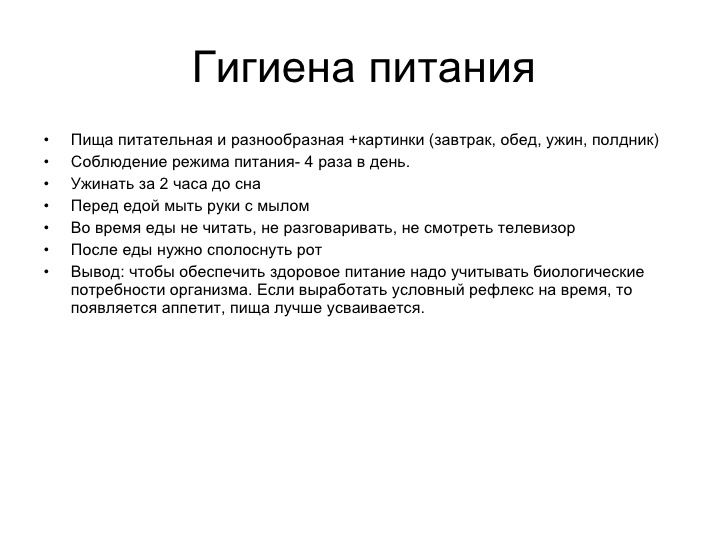 Гигиена питания
• Пища питательная и разнообразная +картинки (завтрак, обед, ужин, полдник)
• Соблюдение режима питания- 4 раза в день.
• Ужинать за 2 часа до сна
• Перед едой мыть руки с мылом
• Во время еды не читать, не разговаривать, не смотреть телевизор
• После еды нужно сполоснуть рот
• Вывод: чтобы обеспечить здоровое питание надо учитывать биологические
потребности организма. Если выработать условный рефлекс на время, то
появляется аппетит, пища лучше усваивается.